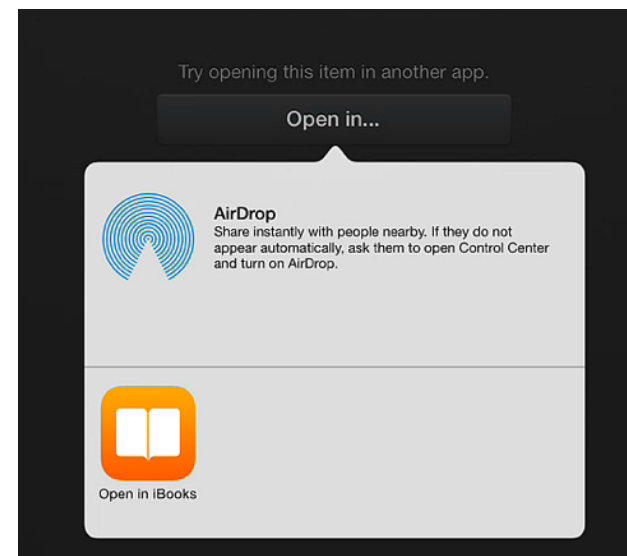 Try opening this item in another app.
Open in...
AirDrop
Share instantly with people nearby. If they do not
appear automatically, ask them to open Control Center
and turn on AirDrop.
Open in iBooks